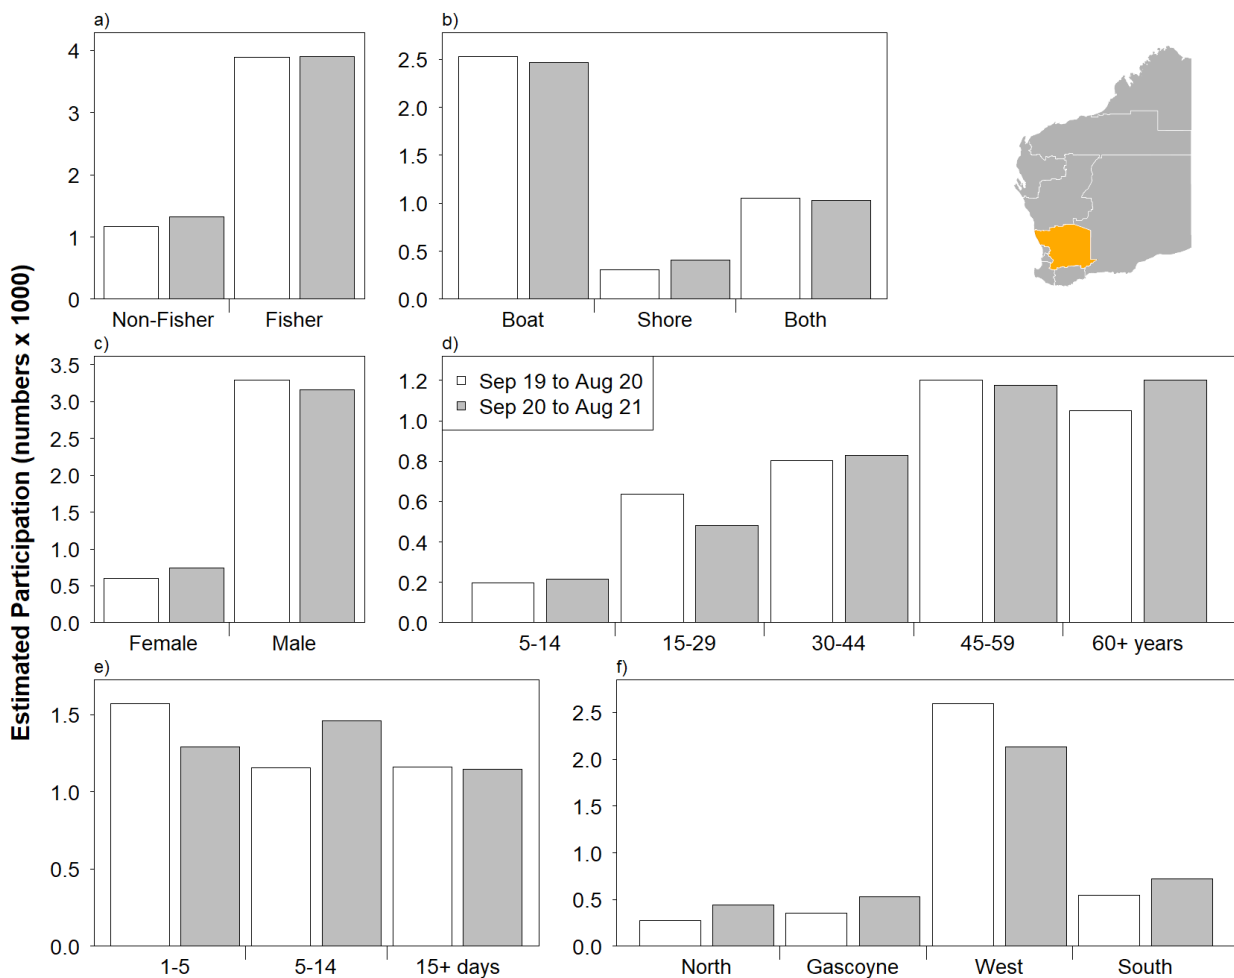 a)
b)
4
3
2
1
0
Non-Fisher Fisher
2.5
2.0
1.5
1.0
0.5
0.0
Boat Shore Both
Estimated Participation (numbers x 1000)
c)
3.5
3.0
2.5
2.0
1.5
1.0
0.5
0.0
Female Male
d)
Sep 19 to Aug 20
Sep 20 to Aug 21
1.2
1.0
0.8
0.6
0.4
0.2
0.0
5-14 15-29 30-44 45-59 60+ years
e)
1.5
1.0
0.5
0.0
1-5 5-14 15+ days
f)
2.5
2.0
1.5
1.0
0.5
0.0
North Gascoyne West South